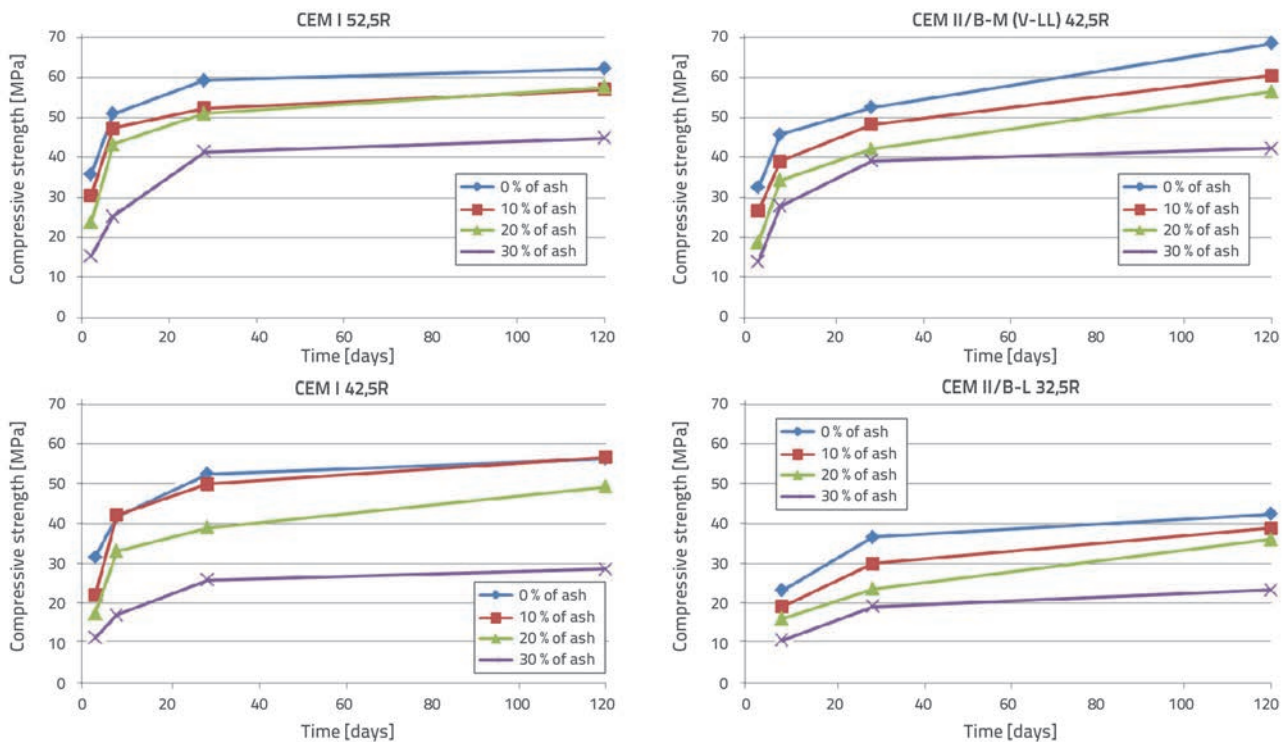 CEM I 52,5R
Compressive strength [MPa]
70
60
50
40
30
20
10
0
0 % of ash
10 % of ash
20 % of ash
30 % of ash
0
20
40
60
80
100
120
Time [days]
CEM II/B-M (V-LL) 42,5R
Compressive strength [MPa]
70
60
50
40
30
20
10
0
0 % of ash
10 % of ash
20 % of ash
30 % of ash
0
20
40
60
80
100
120
Time [days]
CEM I 42,5R
Compressive strength [MPa]
70
60
50
40
30
20
10
0
0 % of ash
10 % of ash
20 % of ash
30 % of ash
0
20
40
60
80
100
120
Time [days]
CEM II/B-L 32,5R
Compressive strength [MPa]
70
60
50
40
30
20
10
0
0 % of ash
10 % of ash
20 % of ash
30 % of ash
0
20
40
60
80
100
120
Time [days]